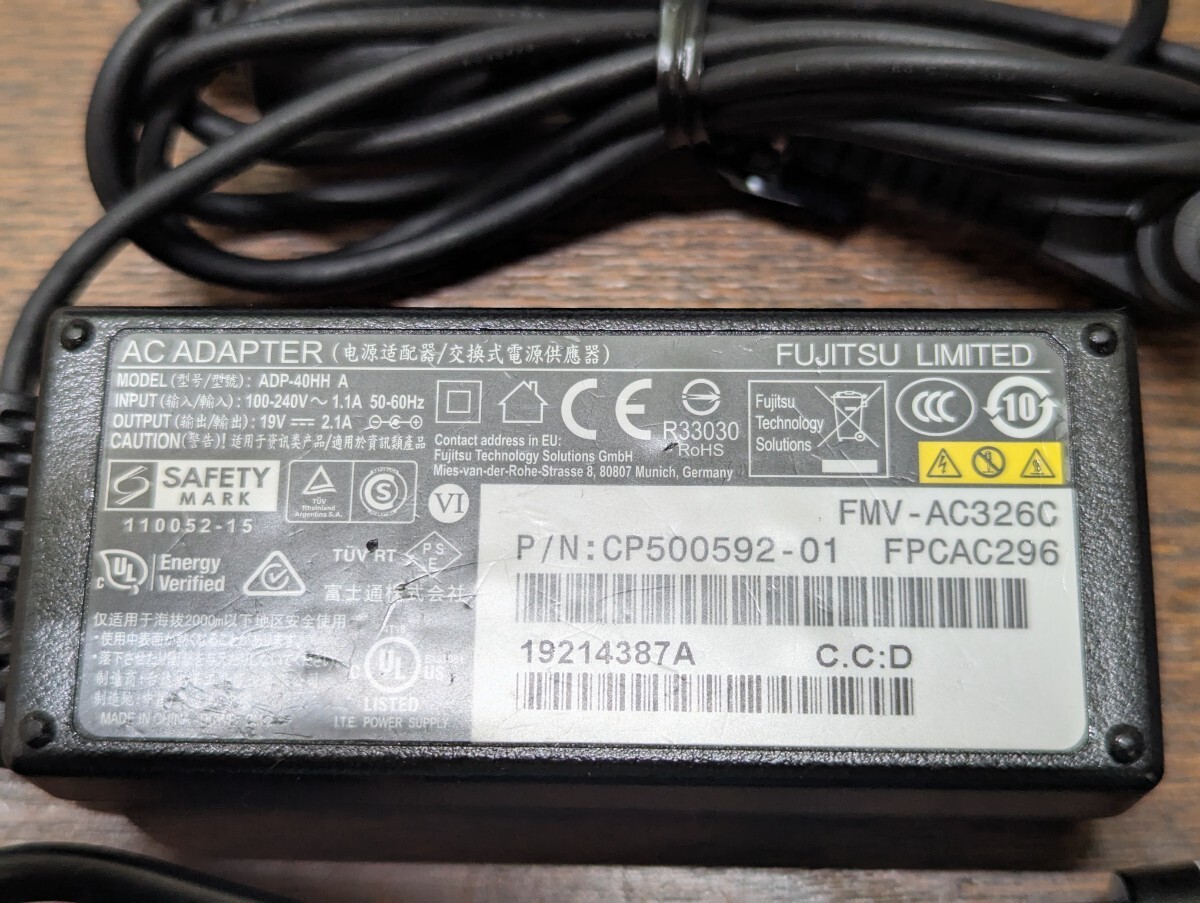 AC ADAPTER (电源适配器/交換式電源供應器) FUJITSU LIMITED
MODEL (型号/型號): ADP-40HH A
INPUT (输入/輸入): 100-240V～ 1.1A 50-60Hz
OUTPUT (输出/輸出): 19V 2.1A
CAUTION (警告)! 适用于资讯类产品/適用於資訊類產品
Contact address in EU:
Fujitsu Technology Solutions GmbH
Mies-van-der-Rohe-Strasse 8, 80807 Munich, Germany
CE
R33030
RoHS
Fujitsu
Technology
Solutions
CCC
10
S SAFETY
MARK
110052-15
TÜV
Rheinland
Argentina S.A.
S
VI
c UL Energy
Verified
TÜV RT
PS
E
富士通株式会社
仅适用于海拔2000m以下地区安全使用
C UL US
LISTED
I.T.E. POWER SUPPLY
MADE IN CHINA
FMV-AC326C
P/N:CP500592-01 FPCAC296
19214387A C.C:D